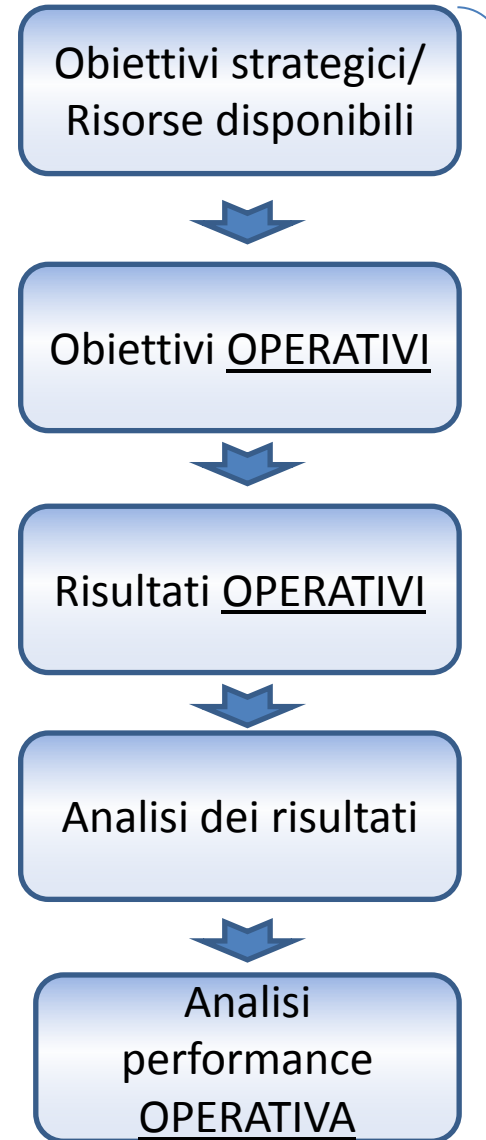 Obiettivi strategici/
Risorse disponibili
Obiettivi OPERATIVI
Risultati OPERATIVI
Analisi dei risultati
Analisi
performance
OPERATIVA